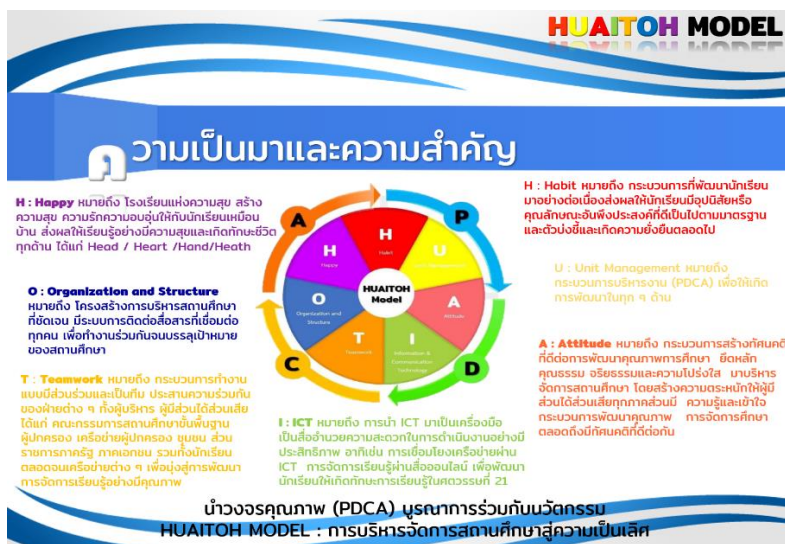 HUAITOH MODEL
ความเป็นมาและความสำคัญ
H : Happy หมายถึง โรงเรียนแห่งความสุข สร้าง
ความสุข ความรักความอบอุ่นให้กับนักเรียนเหมือน
บ้าน ส่งผลให้เรียนรู้อย่างมีความสุขและเกิดทักษะชีวิต
ทุกด้าน ได้แก่ Head / Heart /Hand/Heath
O : Organization and Structure
หมายถึง โครงสร้างการบริหารสถานศึกษา
ที่ชัดเจน มีระบบการติดต่อสื่อสารที่เชื่อมต่อ
ทุกคน เพื่อทำงานร่วมกันจนบรรลุเป้าหมาย
ของสถานศึกษา
T : Teamwork หมายถึง กระบวนการทำงาน
แบบมีส่วนร่วมและเป็นทีม ประสานความร่วมกัน
ของฝ่ายต่าง ๆ ทั้งผู้บริหาร ผู้มีส่วนได้ส่วนเสีย
ได้แก่ คณะกรรมการสถานศึกษาขั้นพื้นฐาน
ผู้ปกครอง เครือข่ายผู้ปกครอง ชุมชน ส่วน
ราชการภาครัฐ ภาคเอกชน รวมทั้งนักเรียน
ตลอดจนเครือข่ายต่าง ๆ เพื่อมุ่งสู่การพัฒนา
การจัดการเรียนรู้อย่างมีคุณภาพ
A
P
D
C
H
Happy
H
Habit
U
A
Attitude
I
Information &
Communication
Technology
T
Teamwork
O
Organization and
Structure
HUAITOH
Model
I : ICT หมายถึง การนำ ICT มาเป็นเครื่องมือ
เป็นสื่ออำนวยความสะดวกในการดำเนินงานอย่างมี
ประสิทธิภาพ อาทิเช่น การเชื่อมโยงเครือข่ายผ่าน
ICT การจัดการเรียนรู้ผ่านสื่อออนไลน์ เพื่อพัฒนา
นักเรียนให้เกิดทักษะการเรียนรู้ในศตวรรษที่ 21
H : Habit หมายถึง กระบวนการที่พัฒนานักเรียน
มาอย่างต่อเนื่องส่งผลให้นักเรียนมีอุปนิสัยหรือ
คุณลักษณะอันพึงประสงค์ที่ดีเป็นไปตามมาตรฐาน
และตัวบ่งชี้และเกิดความยั่งยืนตลอดไป
U : Unit Management หมายถึง
กระบวนการบริหารงาน (PDCA) เพื่อให้เกิด
การพัฒนาในทุก ๆ ด้าน
A : Attitude หมายถึง กระบวนการสร้างทัศนคติ
ที่ดีต่อการพัฒนาคุณภาพการศึกษา ยึดหลัก
คุณธรรม จริยธรรมและความโปร่งใส มาบริหาร
จัดการสถานศึกษา โดยสร้างความตระหนักให้ผู้มี
ส่วนได้ส่วนเสียทุกภาคส่วนมี ความรู้และเข้าใจ
กระบวนการพัฒนาคุณภาพ การจัดการศึกษา
ตลอดถึงมีทัศนคติที่ดีต่อกัน
นำวงจรคุณภาพ (PDCA) บูรณาการร่วมกับนวัตกรรม
HUAITOH MODEL : การบริหารจัดการสถานศึกษาสู่ความเป็นเลิศ